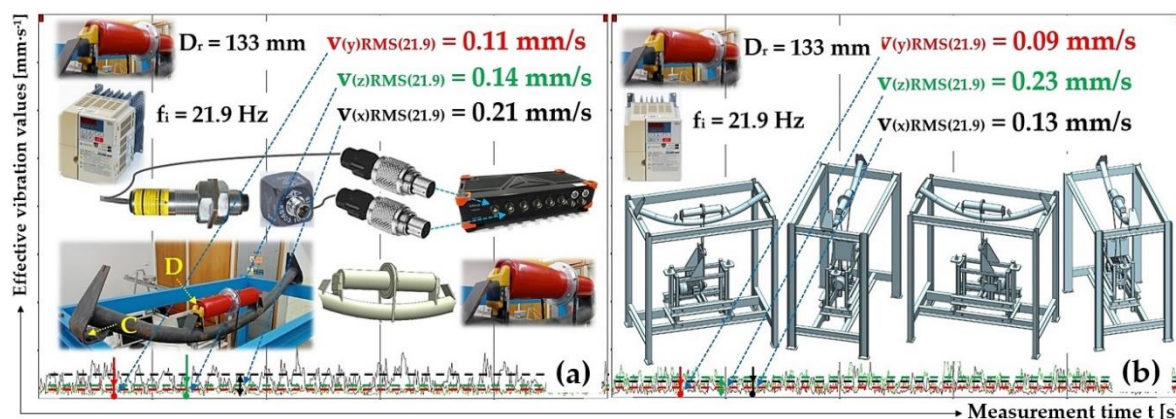 Effective vibration values [mm·s⁻¹]
Dᵣ = 133 mm
fᵢ = 21.9 Hz
v(y)RMS(21.9) = 0.11 mm/s
v(z)RMS(21.9) = 0.14 mm/s
v(x)RMS(21.9) = 0.21 mm/s
D
C
(a)
Dᵣ = 133 mm
fᵢ = 21.9 Hz
v(y)RMS(21.9) = 0.09 mm/s
v(z)RMS(21.9) = 0.23 mm/s
v(x)RMS(21.9) = 0.13 mm/s
(b)
Measurement time t [s]